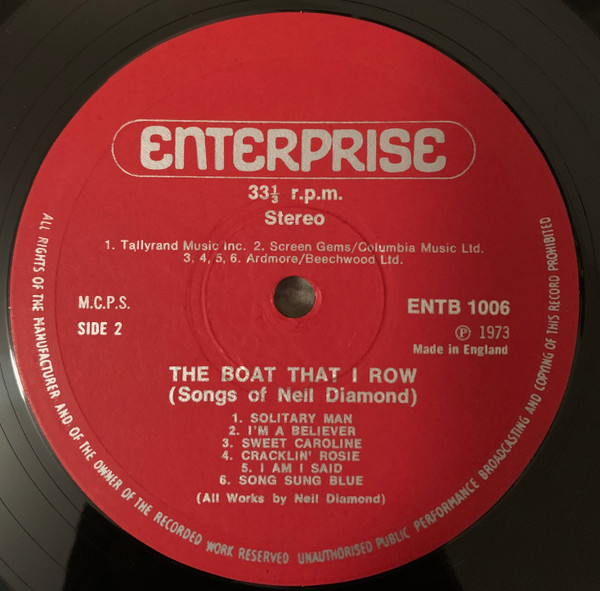 ENTERPRISE
33⅓ r.p.m.
Stereo
1. Tallyrand Music Inc. 2. Screen Gems/Columbia Music Ltd.
3, 4, 5, 6. Ardmore/Beechwood Ltd.
M.C.P.S.
SIDE 2
ENTB 1006
Ⓟ 1973
Made in England
THE BOAT THAT I ROW
(Songs of Neil Diamond)
1. SOLITARY MAN
2. I'M A BELIEVER
3. SWEET CAROLINE
4. CRACKLIN' ROSIE
5. I AM I SAID
6. SONG SUNG BLUE
(All Works by Neil Diamond)
ALL RIGHTS OF THE MANUFACTURER AND OF THE OWNER OF THE RECORDED WORK RESERVED UNAUTHORISED PUBLIC PERFORMANCE BROADCASTING AND COPYING OF THIS RECORD PROHIBITED